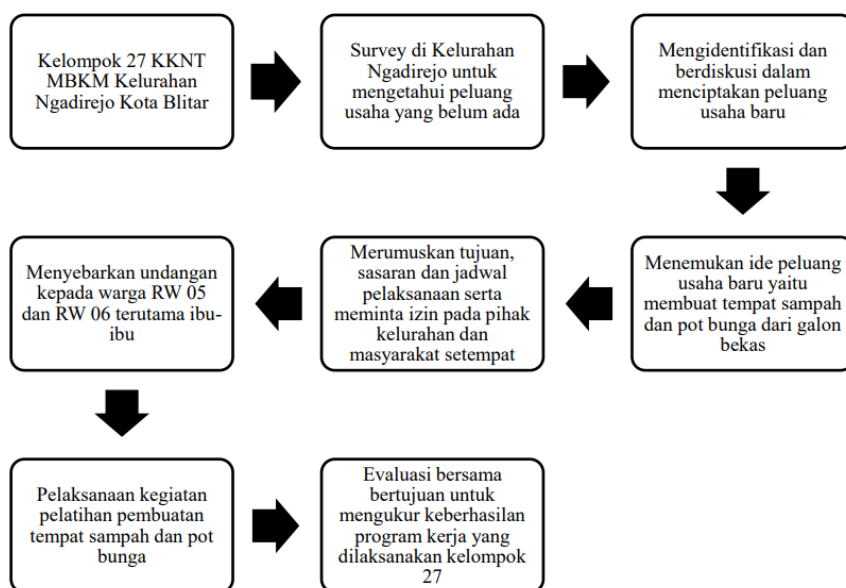 Kelompok 27 KKNT
MBKM Kelurahan
Ngadirejo Kota Blitar
Survey di Kelurahan
Ngadirejo untuk
mengetahui peluang
usaha yang belum ada
Mengidentifikasi dan
berdiskusi dalam
menciptakan peluang
usaha baru
Menemukan ide peluang
usaha baru yaitu
membuat tempat sampah
dan pot bunga dari galon
bekas
Merumuskan tujuan,
sasaran dan jadwal
pelaksanaan serta
meminta izin pada pihak
kelurahan dan
masyarakat setempat
Menyebarkan undangan
kepada warga RW 05
dan RW 06 terutama ibu-
ibu
Pelaksanaan kegiatan
pelatihan pembuatan
tempat sampah dan pot
bunga
Evaluasi bersama
bertujuan untuk
mengukur keberhasilan
program kerja yang
dilaksanakan kelompok
27